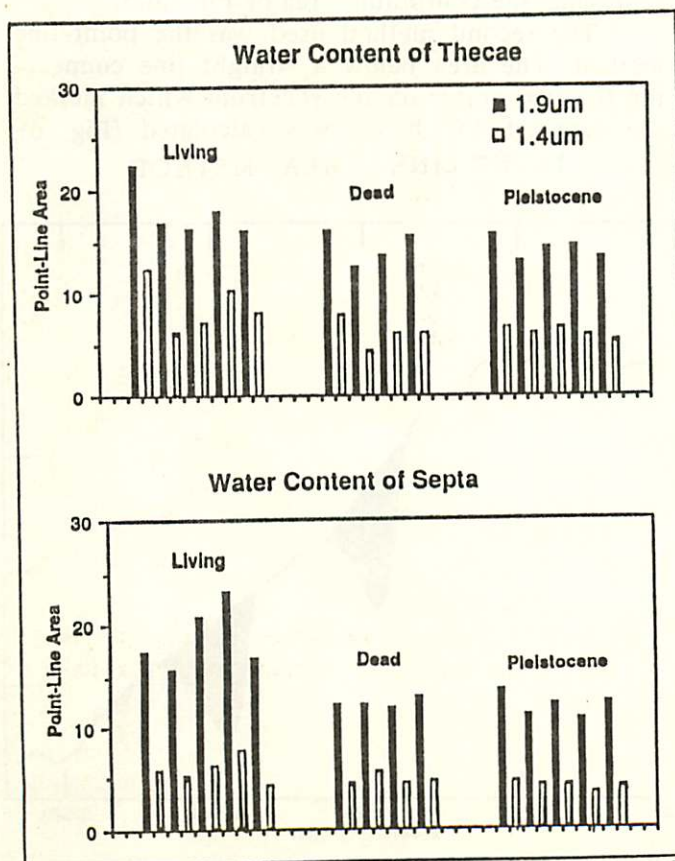 Water Content of Thecae
1.9um
1.4um
Living
Dead
Pleistocene
Point-Line Area
30
20
10
0
Water Content of Septa
Living
Dead
Pleistocene
Point-Line Area
30
20
10
0